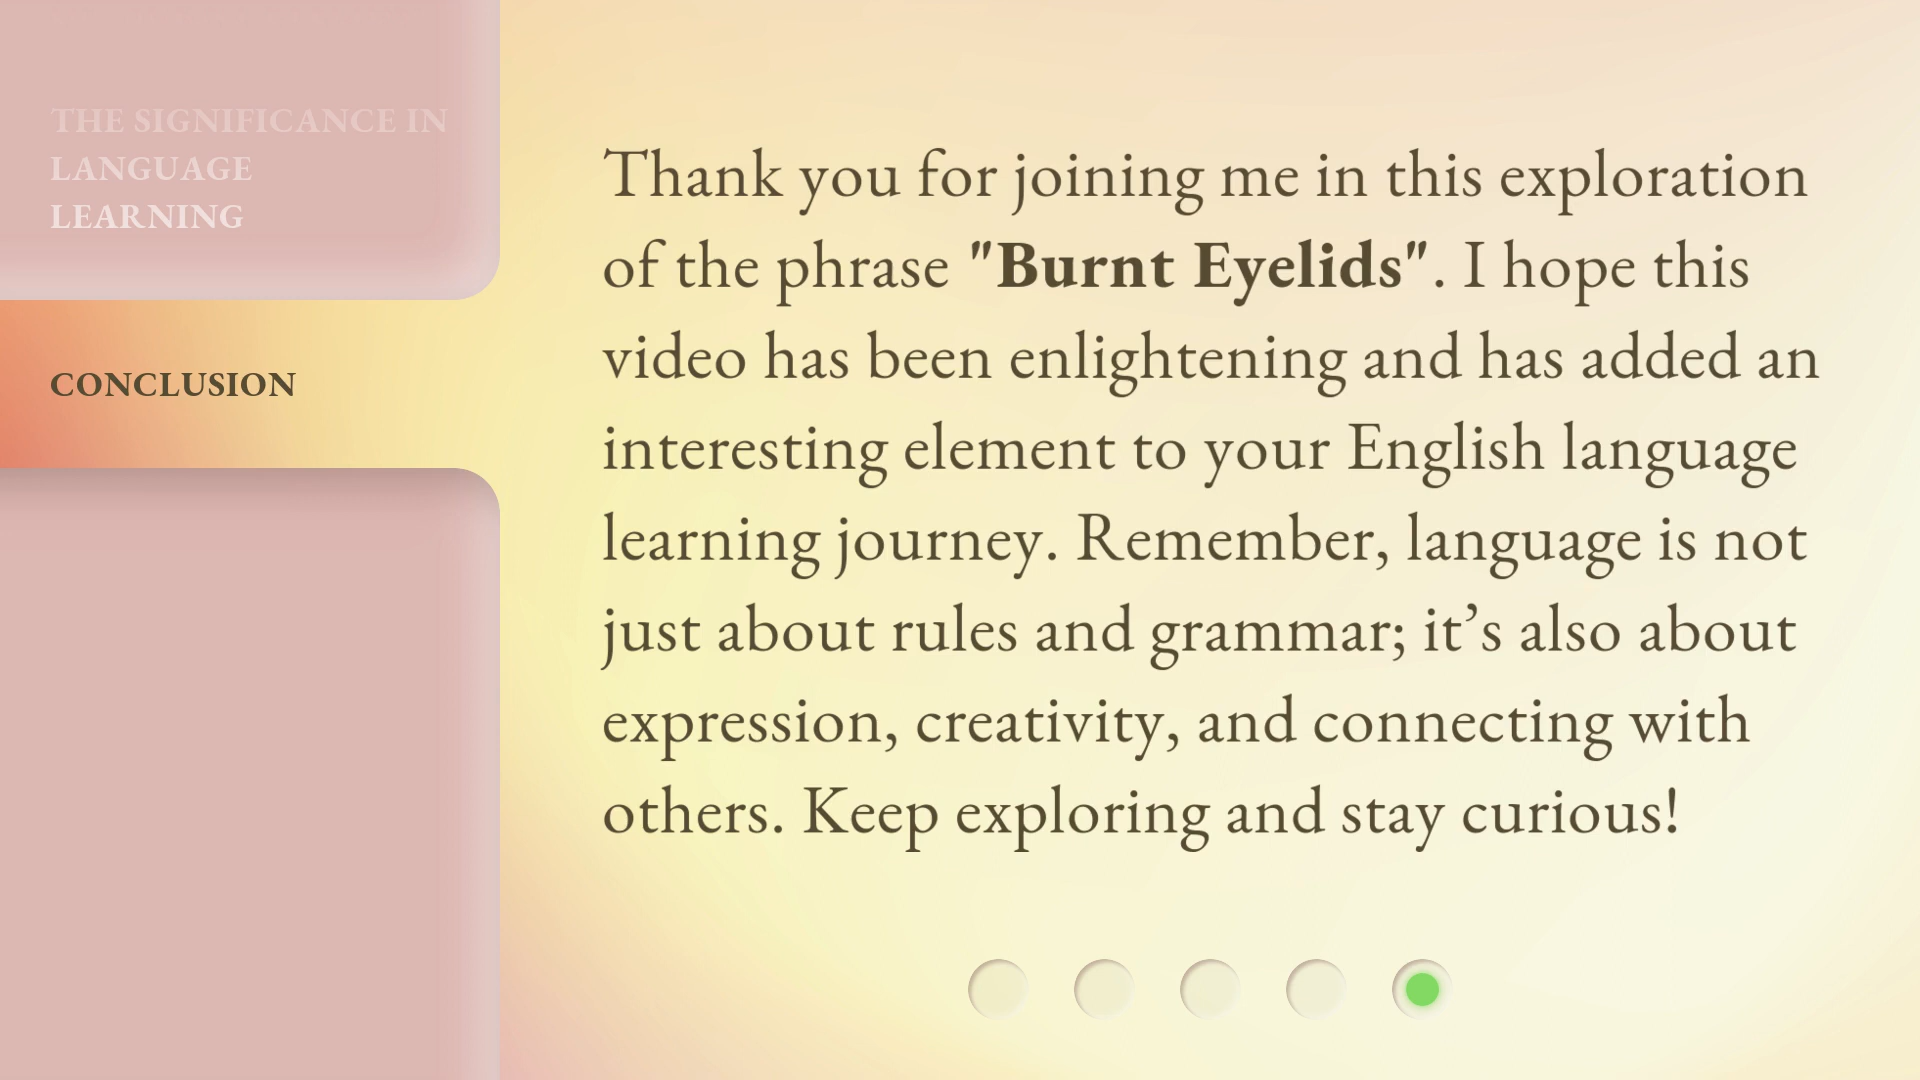 THE SIGNIFICANCE IN
LANGUAGE
LEARNING
CONCLUSION
Thank you for joining me in this exploration
of the phrase "Burnt Eyelids". I hope this
video has been enlightening and has added an
interesting element to your English language
learning journey. Remember, language is not
just about rules and grammar; it’s also about
expression, creativity, and connecting with
others. Keep exploring and stay curious!